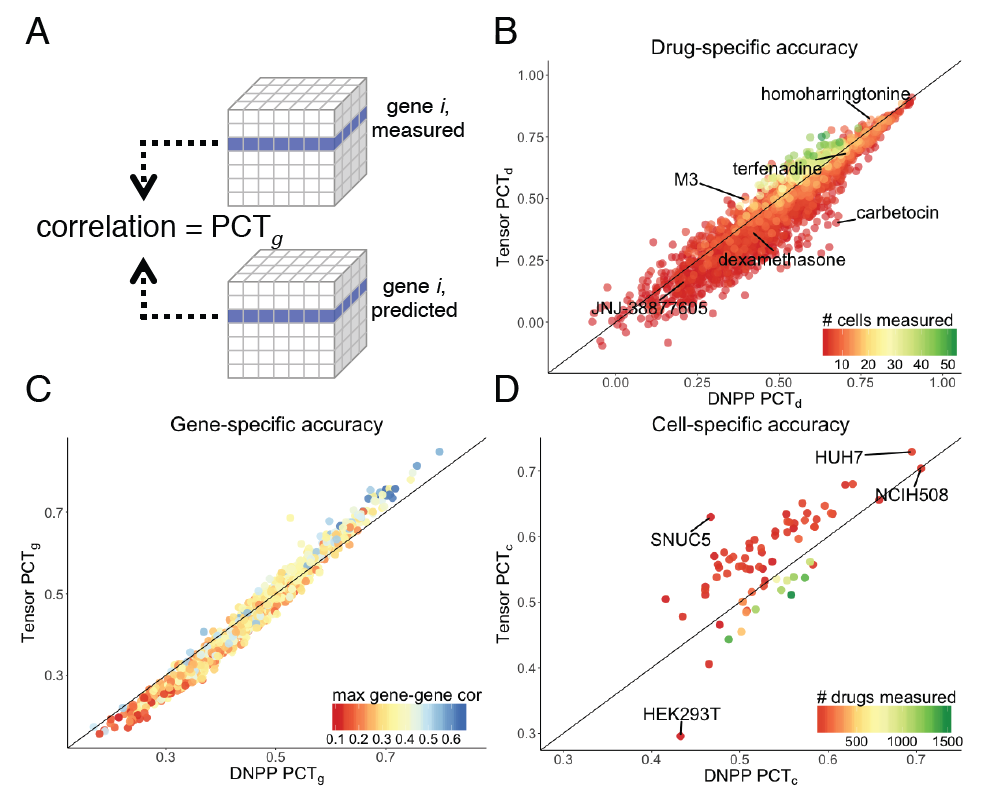 A
gene i,
measured
correlation = PCTg
gene i,
predicted
B
Drug-specific accuracy
1.00
0.75
0.50
0.25
0.00
Tensor PCTd
homoharringtonine
terfenadine
M3
carbetocin
dexamethasone
JNJ-38877605
# cells measured
10 20 30 40 50
0.00 0.25 0.50 0.75 1.00
DNPP PCTd
C
Gene-specific accuracy
0.7
0.5
0.3
Tensor PCTg
max gene-gene cor
0.1 0.2 0.3 0.4 0.5 0.6
0.3 0.5 0.7
DNPP PCTg
D
Cell-specific accuracy
0.7
0.6
0.5
0.4
0.3
Tensor PCTc
HUH7
NCIH508
SNUC5
HEK293T
# drugs measured
500 1000 1500
0.3 0.4 0.5 0.6 0.7
DNPP PCTc